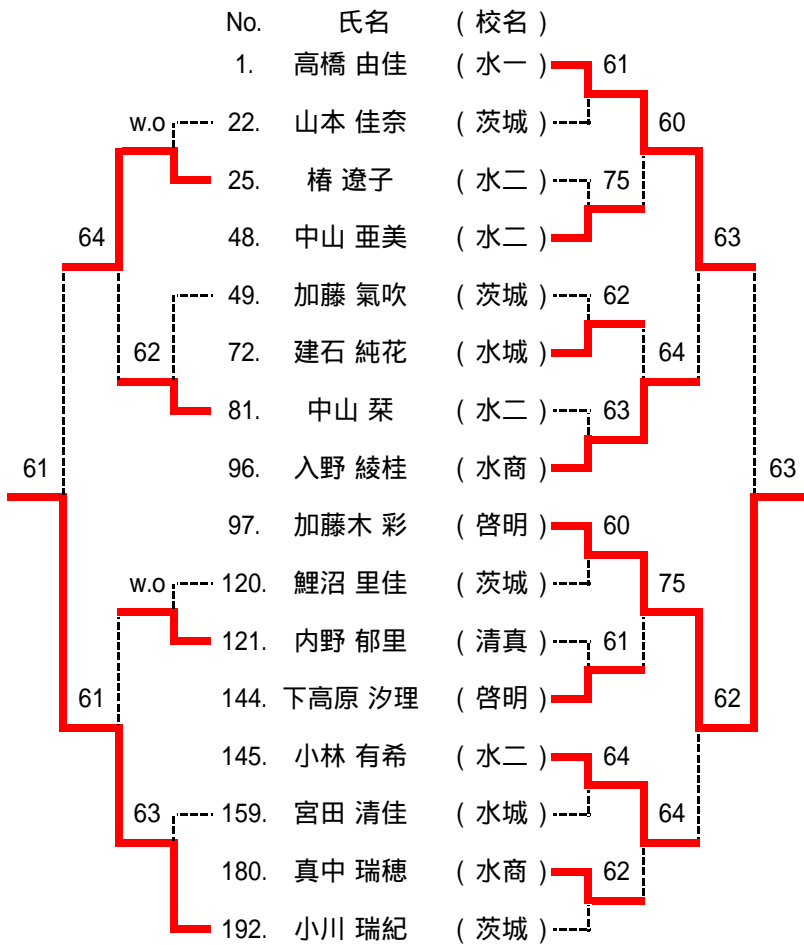 No. 氏名 (校名)
1. 高橋 由佳 (水一) 61
w.o 22. 山本 佳奈 (茨城) 60
25. 椿 遼子 (水二) 75
64 48. 中山 亜美 (水二) 63
49. 加藤 氣吹 (茨城) 62
62 72. 建石 純花 (水城) 64
81. 中山 栞 (水二) 63
61 96. 入野 綾桂 (水商) 63
97. 加藤木 彩 (啓明) 60
w.o 120. 鯉沼 里佳 (茨城) 75
121. 内野 郁里 (清真) 61
61 144. 下高原 汐理 (啓明) 62
145. 小林 有希 (水二) 64
63 159. 宮田 清佳 (水城) 64
180. 真中 瑞穂 (水商) 62
192. 小川 瑞紀 (茨城)